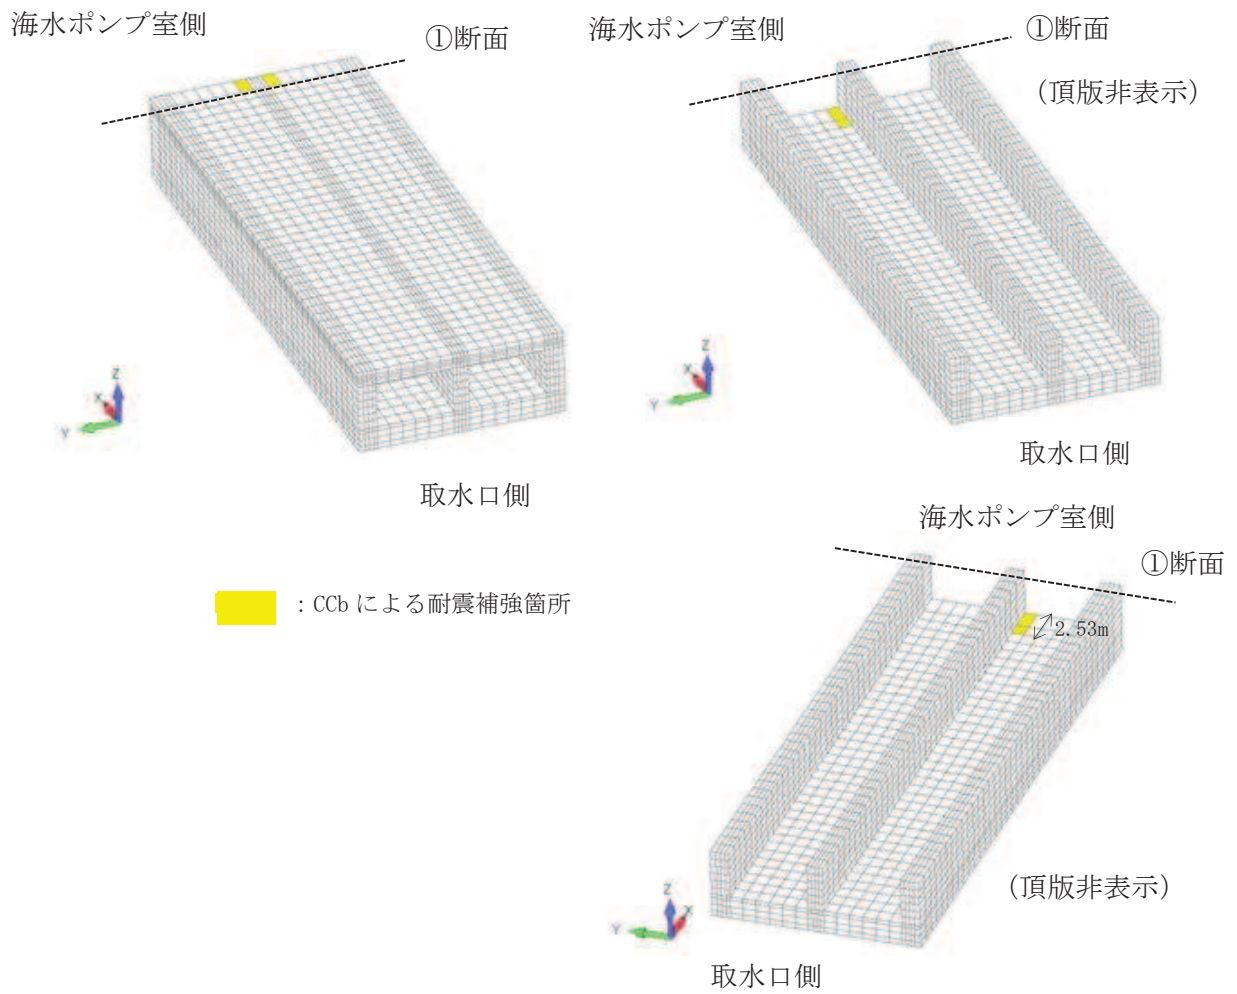 海水ポンプ室側
①断面
Z
X
Y
取水口側
海水ポンプ室側
①断面
(頂版非表示)
Z
X
Y
取水口側
：CCbによる耐震補強箇所
海水ポンプ室側
①断面
2.53m
(頂版非表示)
Z
X
Y
取水口側